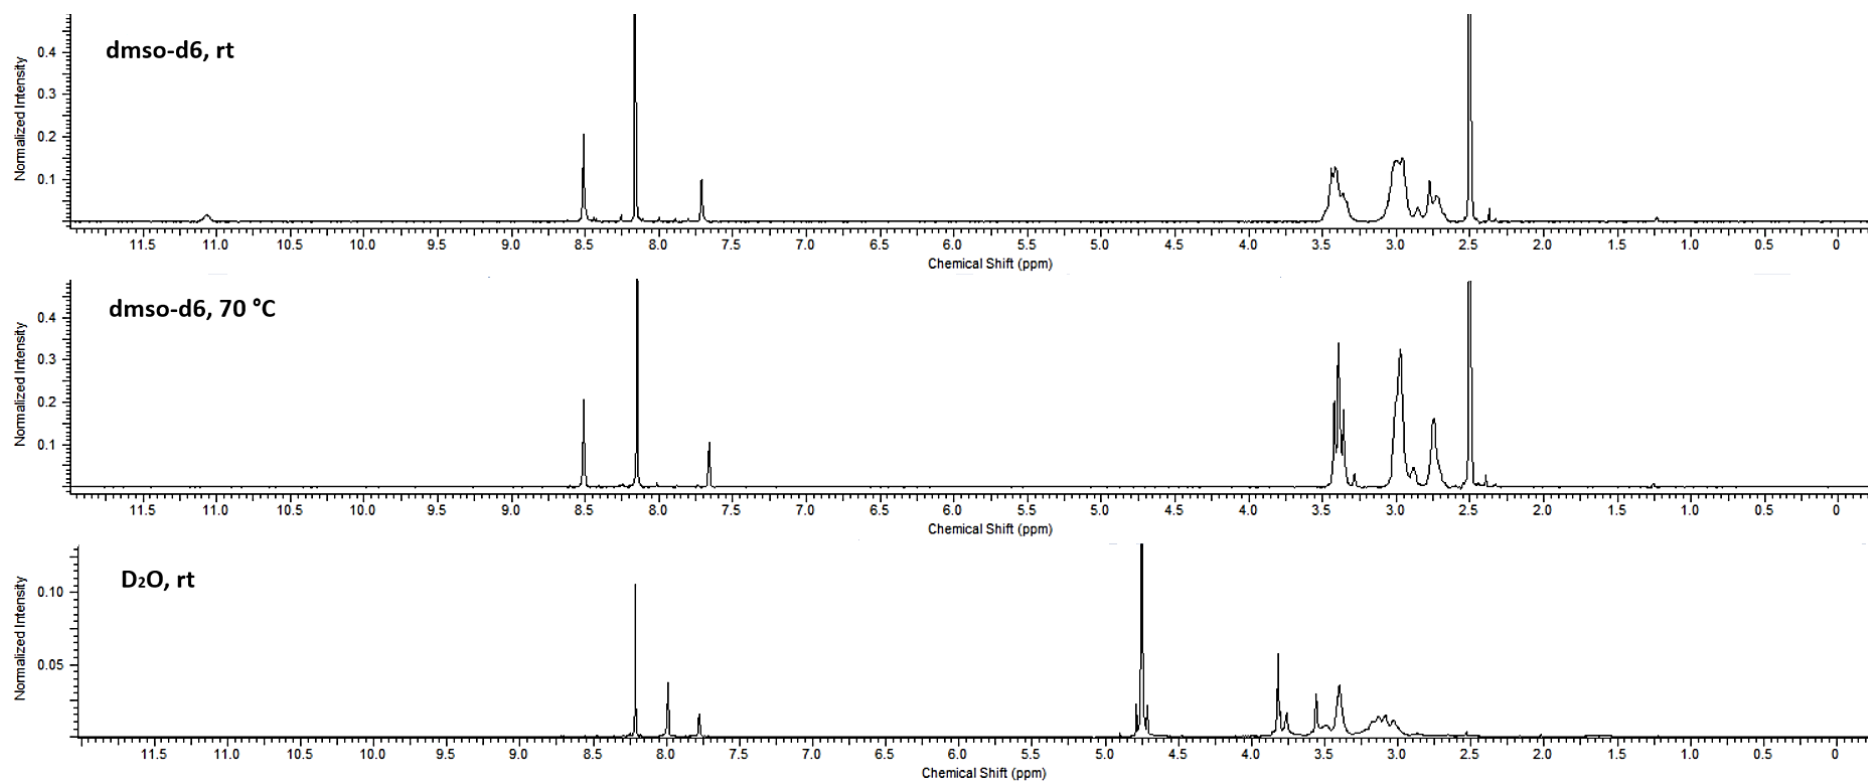 dmso-d6, rt
Normalized Intensity
0.4
0.3
0.2
0.1
11.5 11.0 10.5 10.0 9.5 9.0 8.5 8.0 7.5 7.0 6.5 6.0 5.5 5.0 4.5 4.0 3.5 3.0 2.5 2.0 1.5 1.0 0.5 0
Chemical Shift (ppm)
dmso-d6, 70 °C
Normalized Intensity
0.4
0.3
0.2
0.1
11.5 11.0 10.5 10.0 9.5 9.0 8.5 8.0 7.5 7.0 6.5 6.0 5.5 5.0 4.5 4.0 3.5 3.0 2.5 2.0 1.5 1.0 0.5 0
Chemical Shift (ppm)
D₂O, rt
Normalized Intensity
0.10
0.05
11.5 11.0 10.5 10.0 9.5 9.0 8.5 8.0 7.5 7.0 6.5 6.0 5.5 5.0 4.5 4.0 3.5 3.0 2.5 2.0 1.5 1.0 0.5 0
Chemical Shift (ppm)